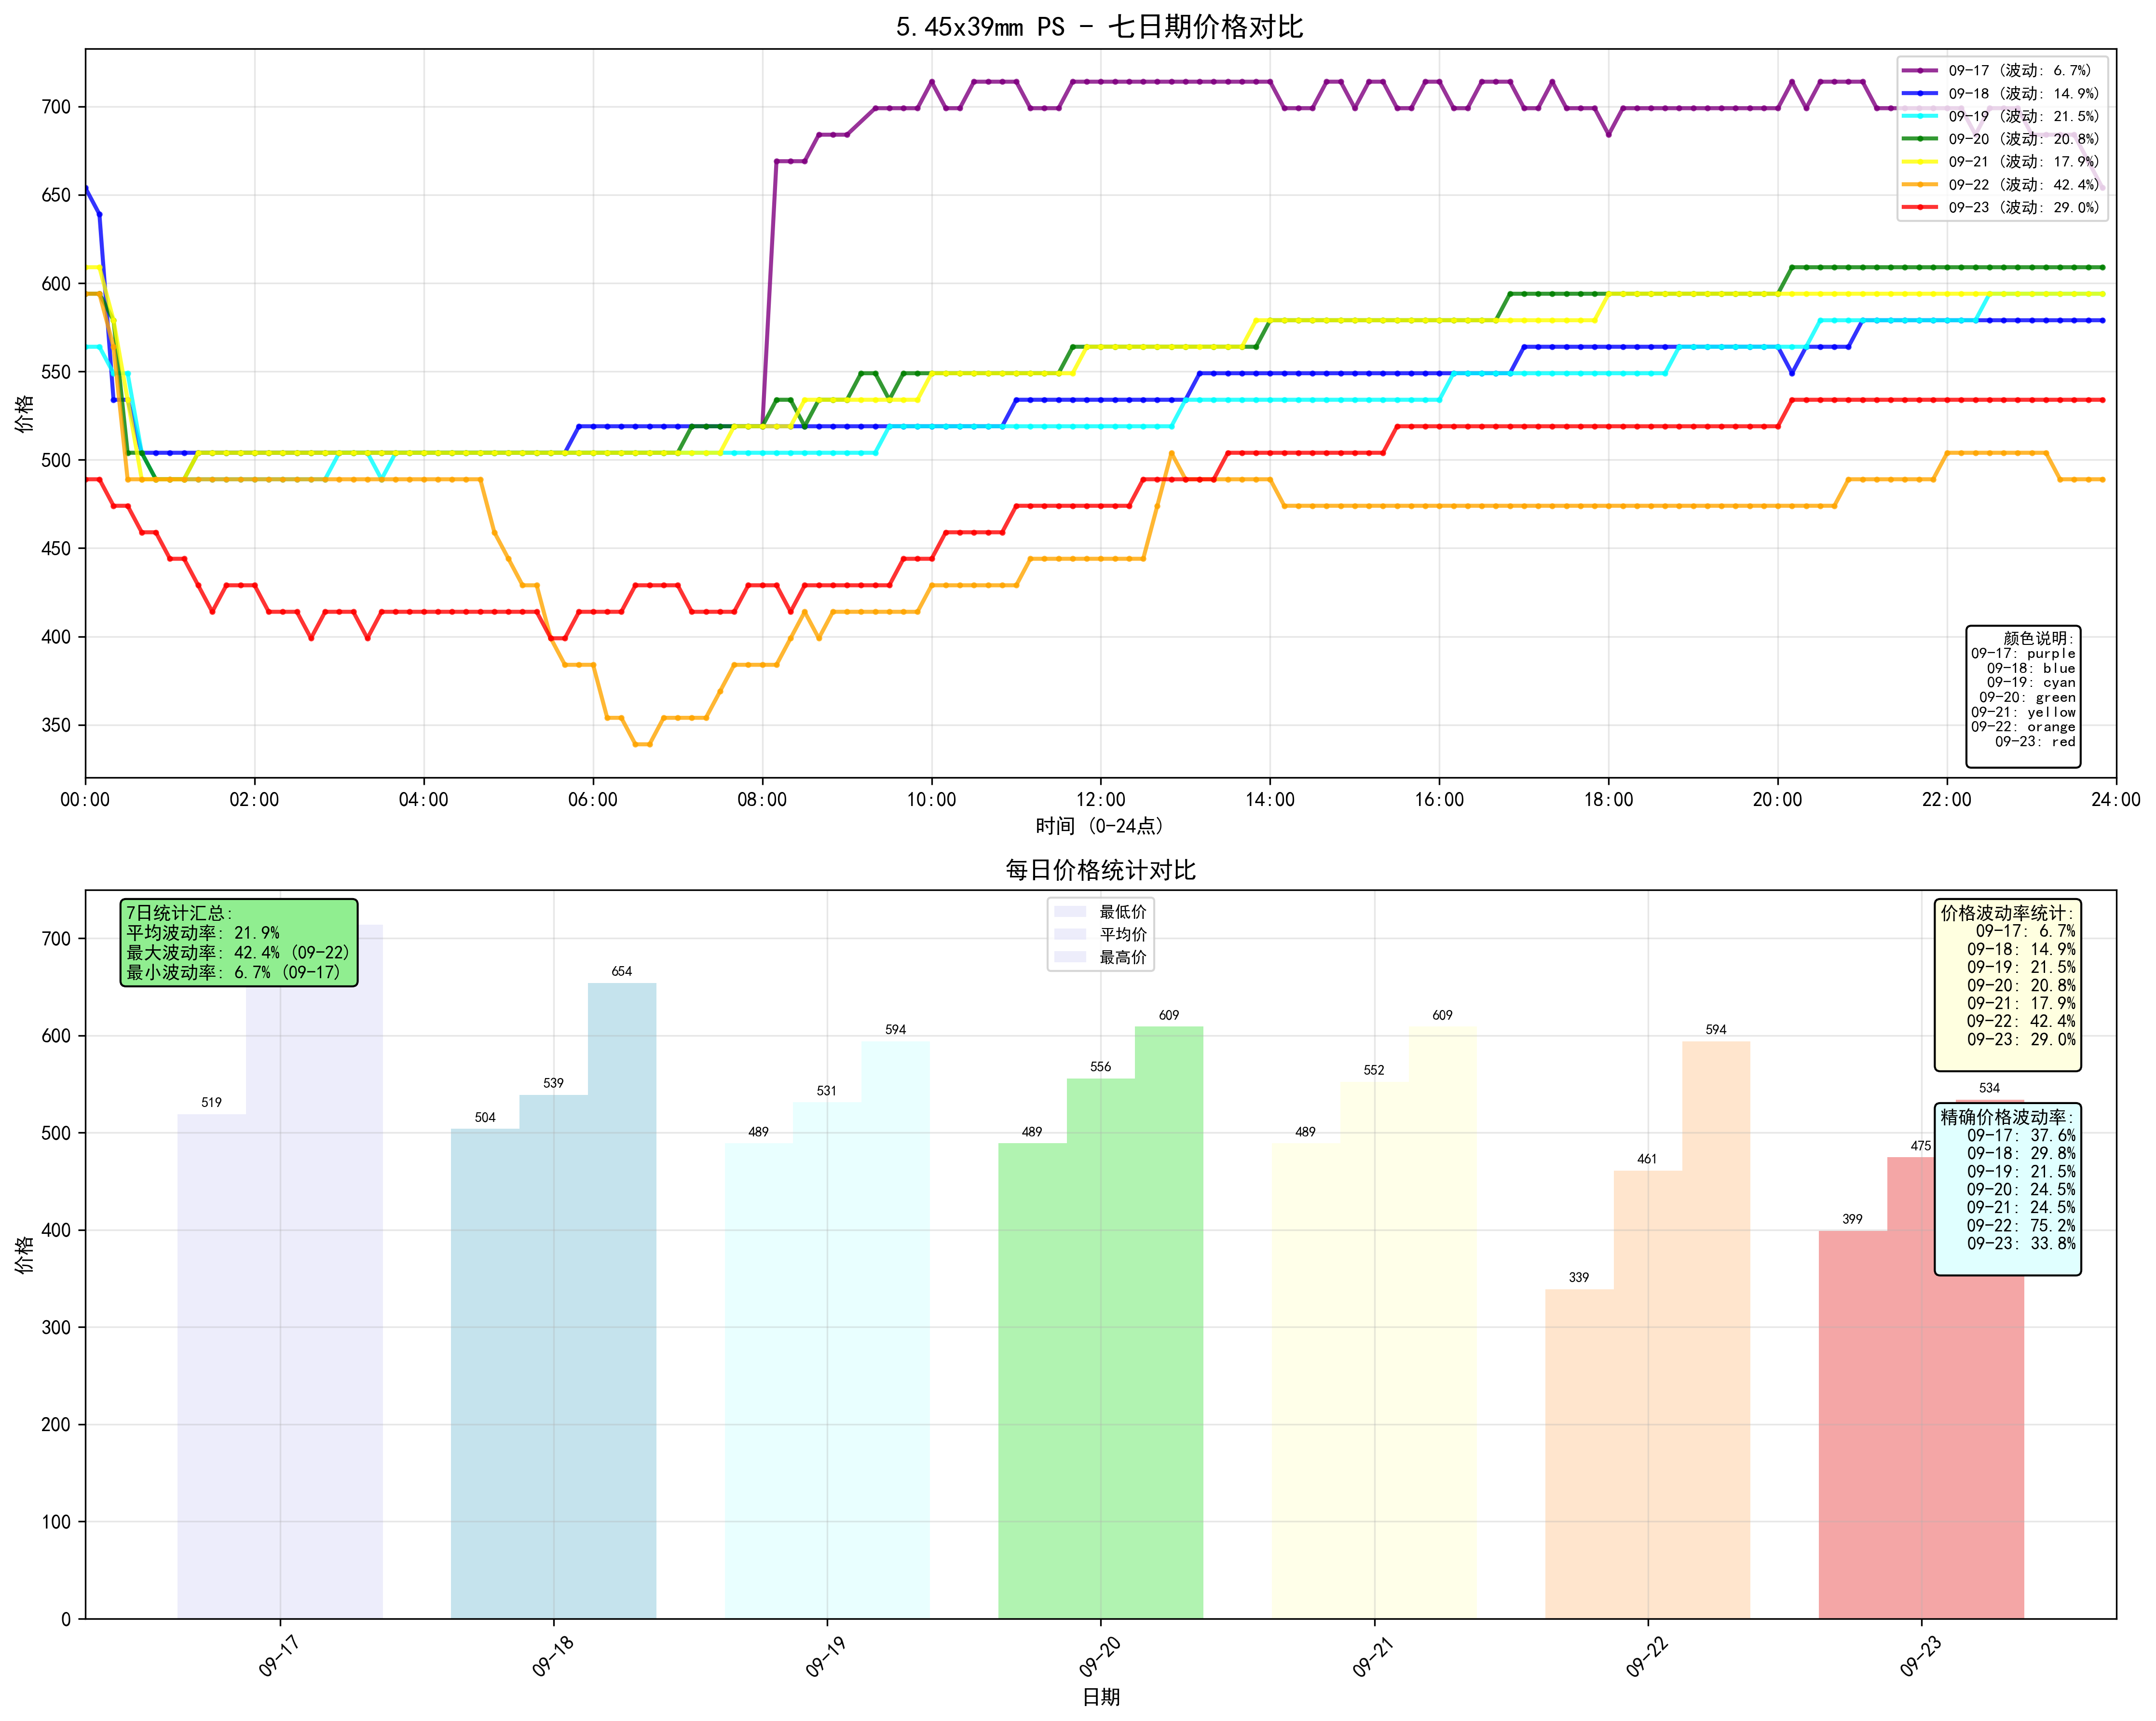 5.45x39mm PS - 七日期价格对比
09-17 (波动: 6.7%)
09-18 (波动: 14.9%)
09-19 (波动: 21.5%)
09-20 (波动: 20.8%)
09-21 (波动: 17.9%)
09-22 (波动: 42.4%)
09-23 (波动: 29.0%)
价格
700
650
600
550
500
450
400
350
颜色说明:
09-17: purple
09-18: blue
09-19: cyan
09-20: green
09-21: yellow
09-22: orange
09-23: red
00:00 02:00 04:00 06:00 08:00 10:00 12:00 14:00 16:00 18:00 20:00 22:00 24:00
时间 (0-24点)
每日价格统计对比
7日统计汇总:
平均波动率: 21.9%
最大波动率: 42.4% (09-22)
最小波动率: 6.7% (09-17)
最低价
平均价
最高价
价格波动率统计:
09-17: 6.7%
09-18: 14.9%
09-19: 21.5%
09-20: 20.8%
09-21: 17.9%
09-22: 42.4%
09-23: 29.0%
精确价格波动率:
09-17: 37.6%
09-18: 29.8%
09-19: 21.5%
09-20: 24.5%
09-21: 24.5%
09-22: 75.2%
09-23: 33.8%
价格
700
600
500
400
300
200
100
0
519
504 539 654
489 531 594
489 556 609
489 552 609
339 461 594
399 475 534
09-17 09-18 09-19 09-20 09-21 09-22 09-23
日期